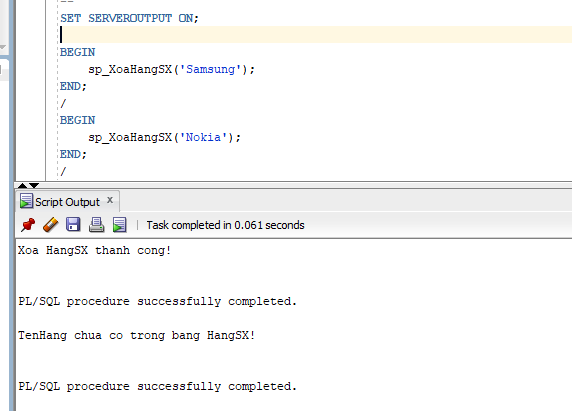 --
SET SERVEROUTPUT ON;
BEGIN
sp_XoaHangSX('Samsung');
END;
/
BEGIN
sp_XoaHangSX('Nokia');
END;
/
Script Output x
Task completed in 0.061 seconds
Xoa HangSX thanh cong!
PL/SQL procedure successfully completed.
TenHang chua co trong bang HangSX!
PL/SQL procedure successfully completed.